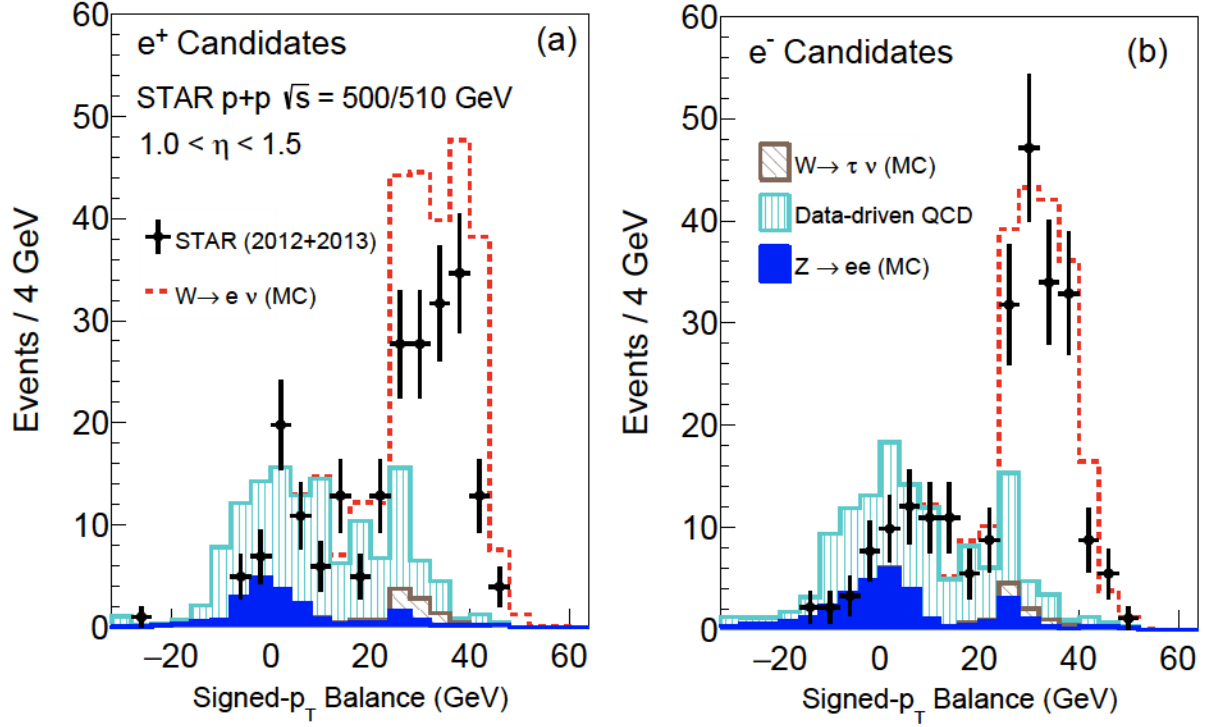 e⁺ Candidates
(a)
STAR p+p √s = 500/510 GeV
1.0 < η < 1.5
STAR (2012+2013)
W→ e ν (MC)
Events / 4 GeV
60
50
40
30
20
10
0
−20 0 20 40 60
Signed-p_T Balance (GeV)
e⁻ Candidates
(b)
W→ τ ν (MC)
Data-driven QCD
Z → ee (MC)
Events / 4 GeV
60
50
40
30
20
10
0
−20 0 20 40 60
Signed-p_T Balance (GeV)